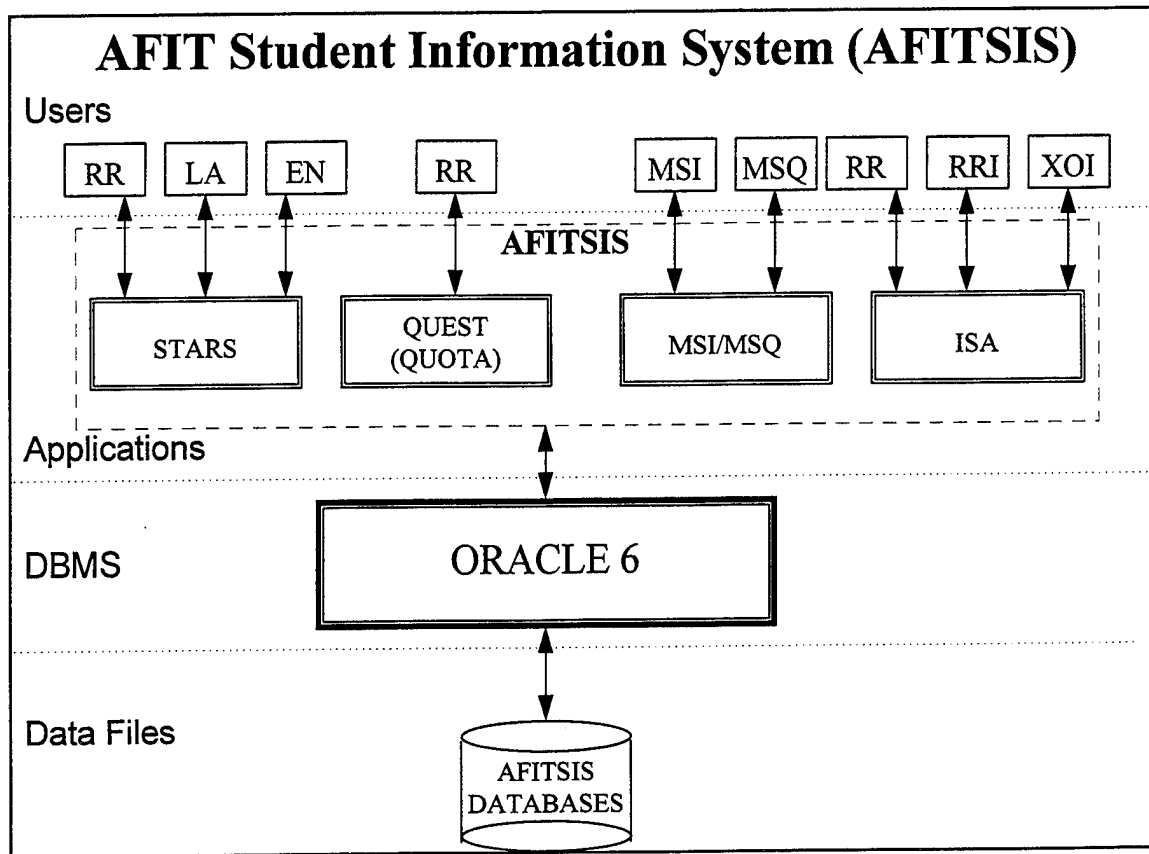 AFIT Student Information System (AFITSIS)
Users
RR LA EN RR MSI MSQ RR RRI XOI
AFITSIS
STARS
QUEST
(QUOTA)
MSI/MSQ
ISA
Applications
DBMS
ORACLE 6
Data Files
AFITSIS
DATABASES